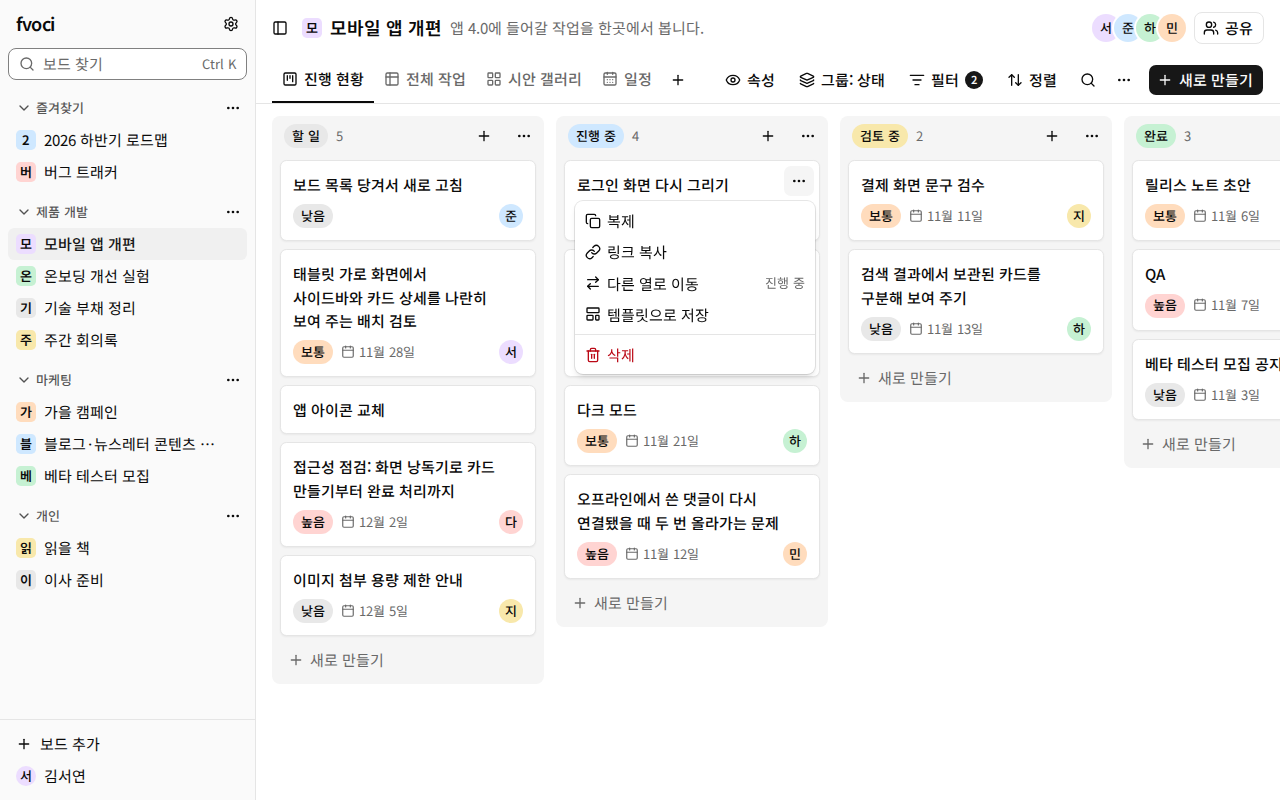 fvoci
보드 찾기
Ctrl K
즐겨찾기
2
2026 하반기 로드맵
버
버그 트래커
제품 개발
모
모바일 앱 개편
온
온보딩 개선 실험
기
기술 부채 정리
주
주간 회의록
마케팅
가
가을 캠페인
블
블로그·뉴스레터 콘텐츠 …
베
베타 테스터 모집
개인
읽
읽을 책
이
이사 준비
보드 추가
서
김서연
모
모바일 앱 개편
앱 4.0에 들어갈 작업을 한곳에서 봅니다.
서
준
하
민
공유
진행 현황
전체 작업
시안 갤러리
일정
속성
그룹: 상태
필터
2
정렬
새로 만들기
할 일
5
보드 목록 당겨서 새로 고침
낮음
준
태블릿 가로 화면에서
사이드바와 카드 상세를 나란히
보여 주는 배치 검토
보통
11월 28일
서
앱 아이콘 교체
접근성 점검: 화면 낭독기로 카드
만들기부터 완료 처리까지
높음
12월 2일
다
이미지 첨부 용량 제한 안내
낮음
12월 5일
지
새로 만들기
진행 중
4
로그인 화면 다시 그리기
복제
링크 복사
다른 열로 이동
진행 중
템플릿으로 저장
삭제
다크 모드
보통
11월 21일
하
오프라인에서 쓴 댓글이 다시
연결됐을 때 두 번 올라가는 문제
높음
11월 12일
민
새로 만들기
검토 중
2
결제 화면 문구 검수
보통
11월 11일
지
검색 결과에서 보관된 카드를
구분해 보여 주기
낮음
11월 13일
하
새로 만들기
완료
3
릴리스 노트 초안
보통
11월 6일
QA
높음
11월 7일
베타 테스터 모집 공지
낮음
11월 3일
새로 만들기